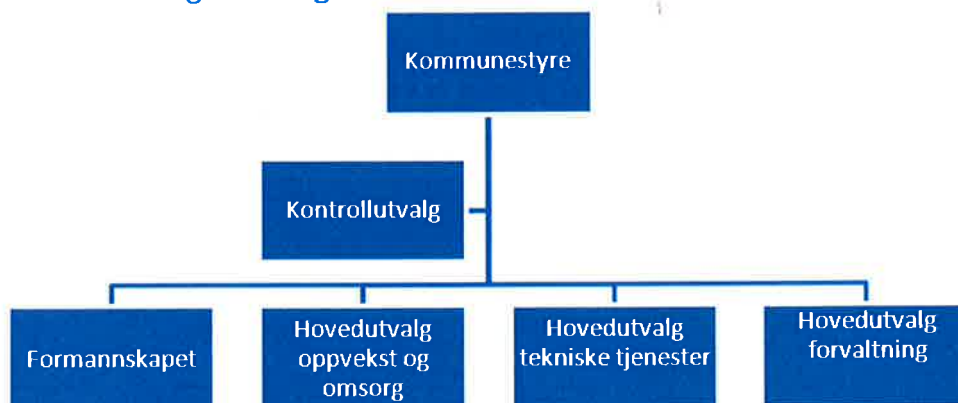 Kommunestyre
Kontrollutvalg
Formannskapet
Hovedutvalg
oppvekst og
omsorg
Hovedutvalg
tekniske tjenester
Hovedutvalg
forvaltning